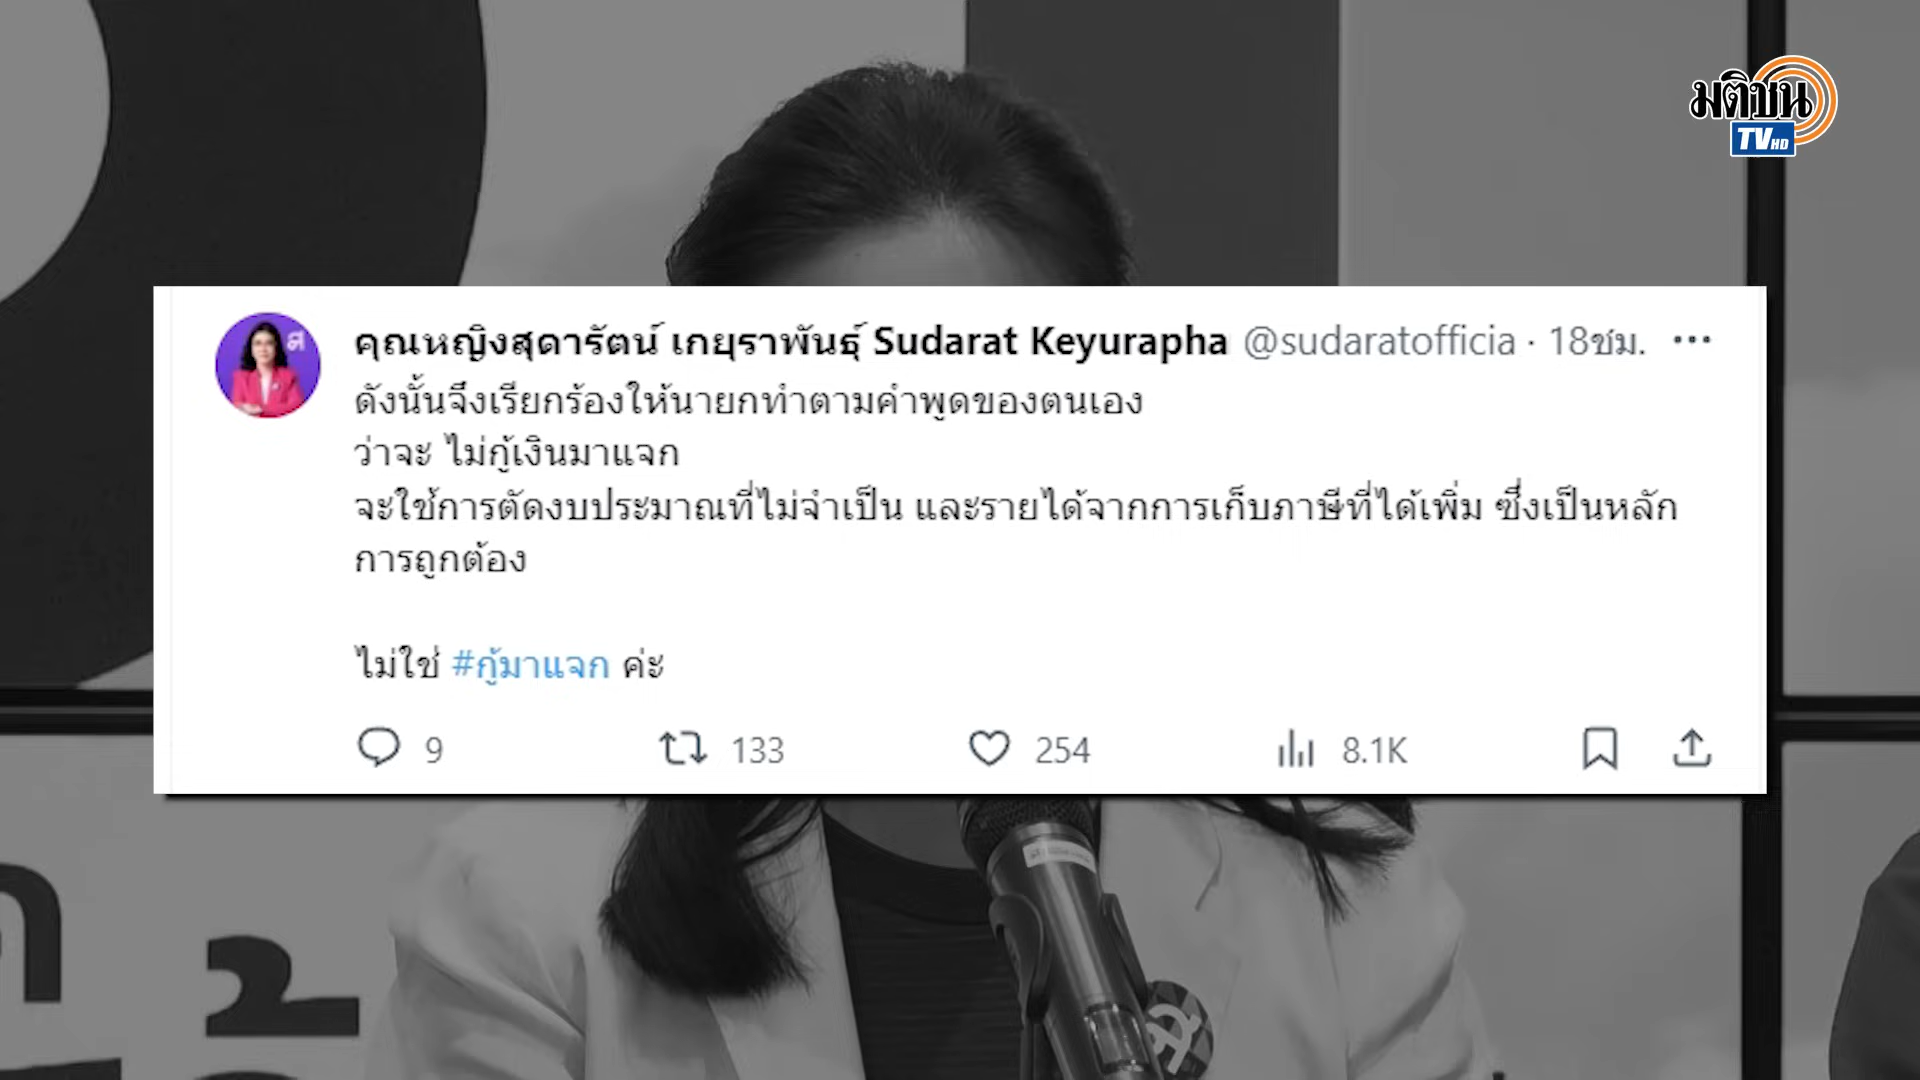 มติชน
TV HD
คุณหญิงสุดารัตน์ เกยุราพันธุ์ Sudarat Keyurapha @sudaratofficia · 18ชม.
ดังนั้นจึงเรียกร้องให้นายกทำตามคำพูดของตนเอง
ว่าจะ ไม่กู้เงินมาแจก
จะใช้การตัดงบประมาณที่ไม่จำเป็น และรายได้จากการเก็บภาษีที่ได้เพิ่ม ซึ่งเป็นหลัก
การถูกต้อง
ไม่ใช่ #กู้มาแจก ค่ะ
9 133 254 8.1K